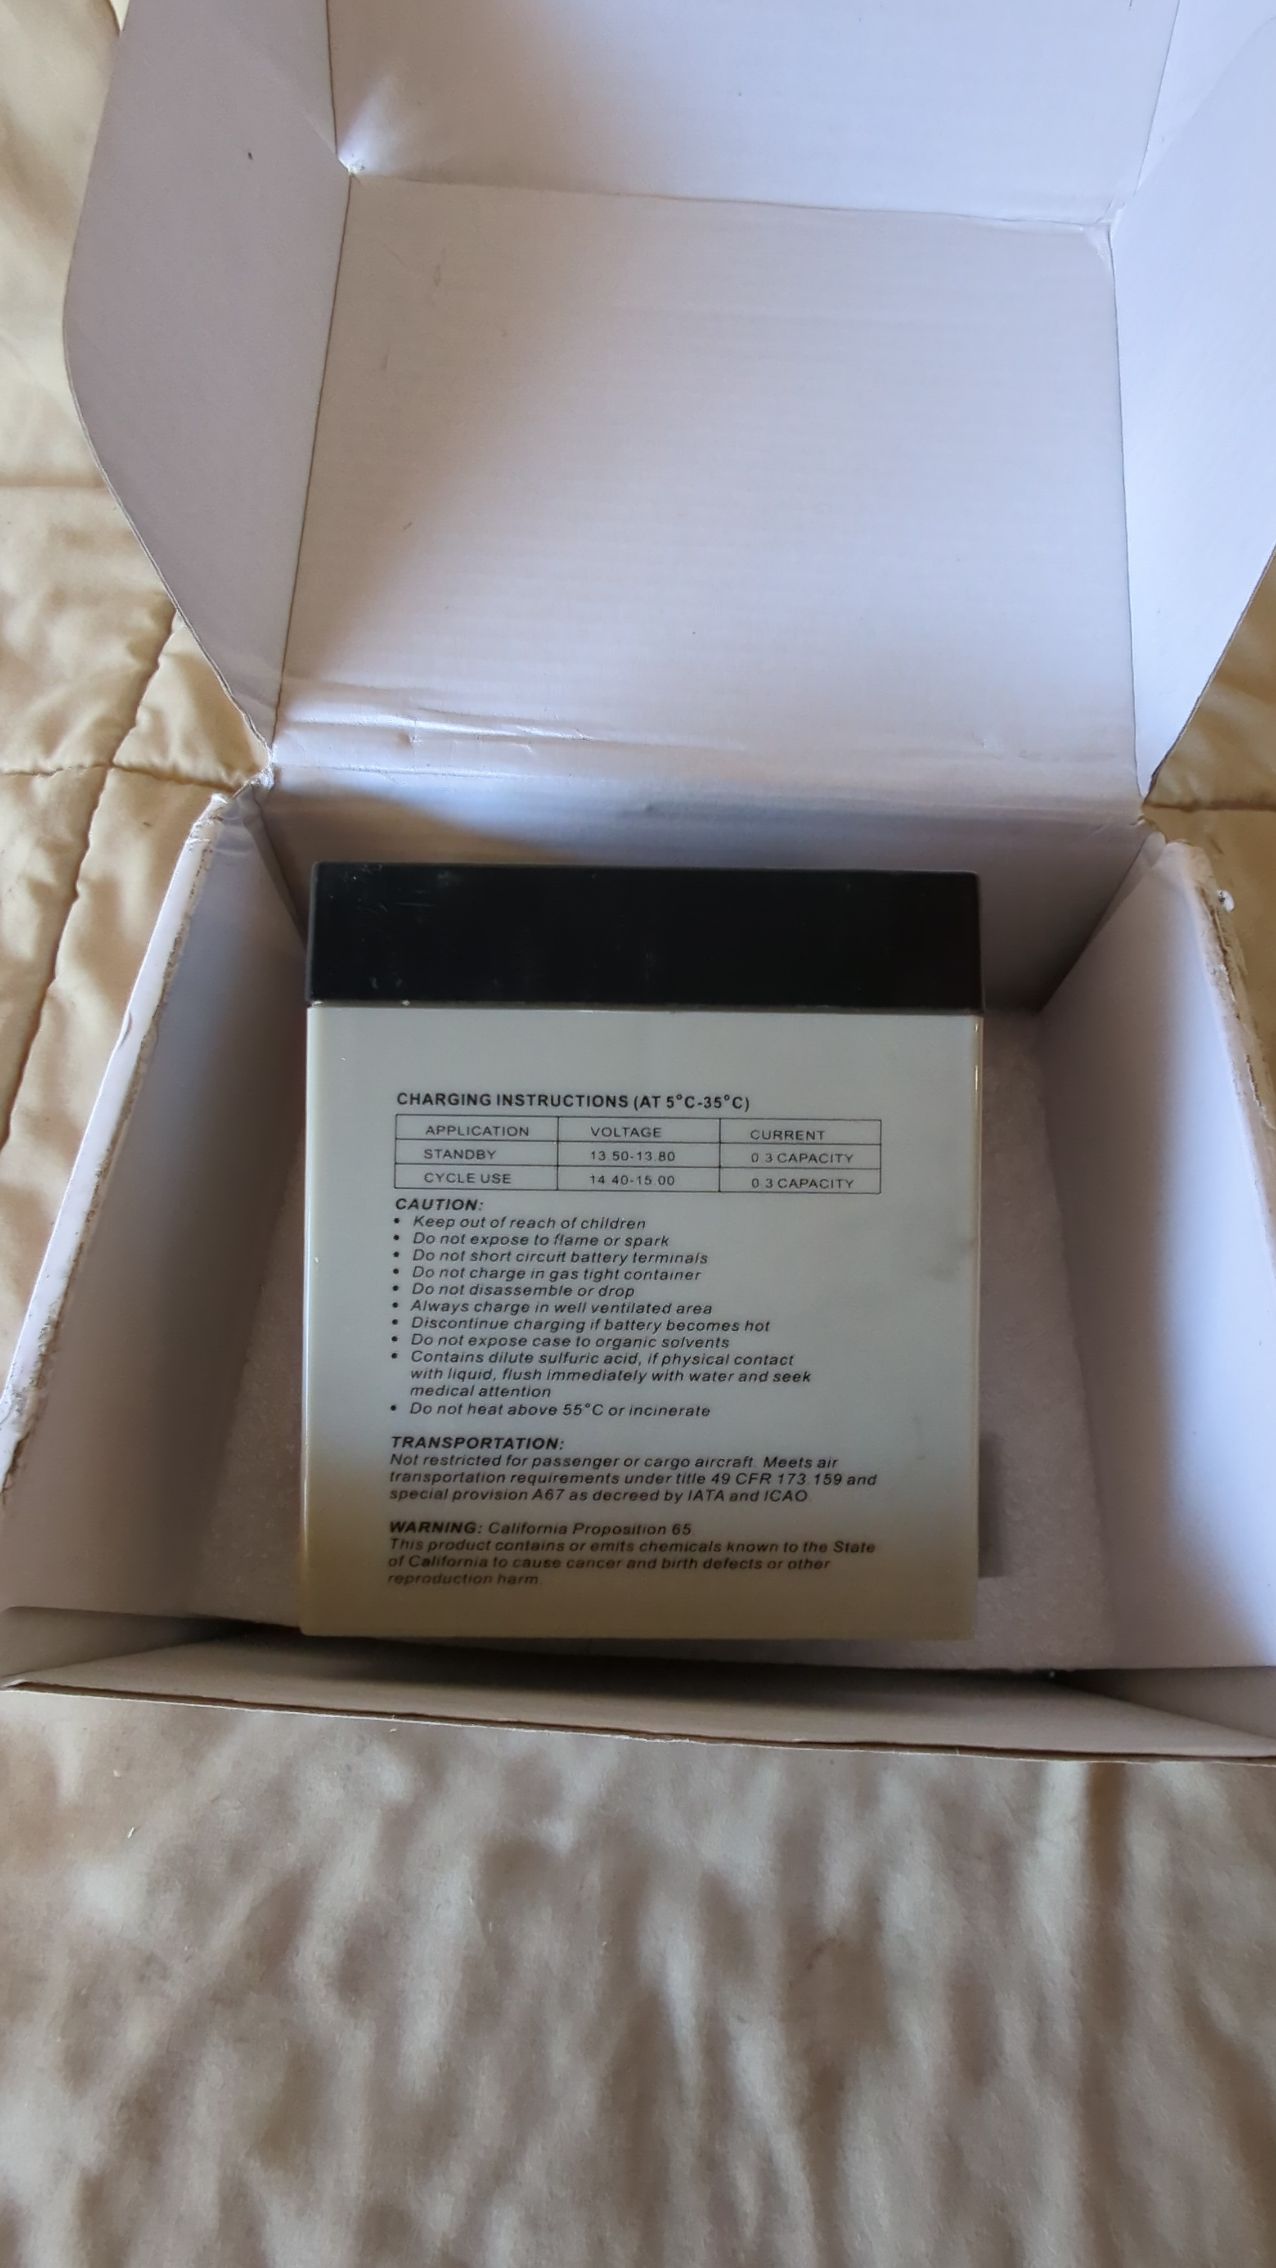 CHARGING INSTRUCTIONS (AT 5°C-35°C)
APPLICATION VOLTAGE CURRENT
STANDBY 13.50-13.80 0.3 CAPACITY
CYCLE USE 14.40-15.00 0.3 CAPACITY
CAUTION:
• Keep out of reach of children
• Do not expose to flame or spark
• Do not short circuit battery terminals
• Do not charge in gas tight container
• Do not disassemble or drop
• Always charge in well ventilated area
• Discontinue charging if battery becomes hot
• Do not expose case to organic solvents
• Contains dilute sulfuric acid, if physical contact
with liquid, flush immediately with water and seek
medical attention
• Do not heat above 55°C or incinerate
TRANSPORTATION:
Not restricted for passenger or cargo aircraft. Meets air
transportation requirements under title 49 CFR 173.159 and
special provision A67 as decreed by IATA and ICAO.
WARNING: California Proposition 65
This product contains or emits chemicals known to the State
of California to cause cancer and birth defects or other
reproduction harm.